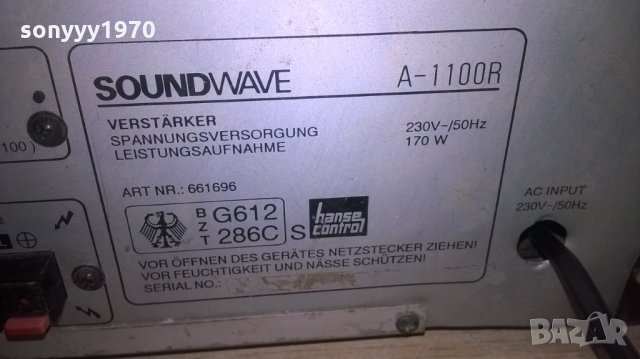 sonyyy1970
SOUNDWAVE A-1100R
VERSTÄRKER
SPANNUNGSVERSORGUNG 230V~/50Hz
LEISTUNGSAUFNAHME 170 W
ART NR.: 661696
BZT G612 286C S hanse control
VOR ÖFFNEN DES GERÄTES NETZSTECKER ZIEHEN!
VOR FEUCHTIGKEIT UND NÄSSE SCHÜTZEN!
SERIAL NO.:
AC INPUT
230V~/50Hz
100 )
L
BAZAR